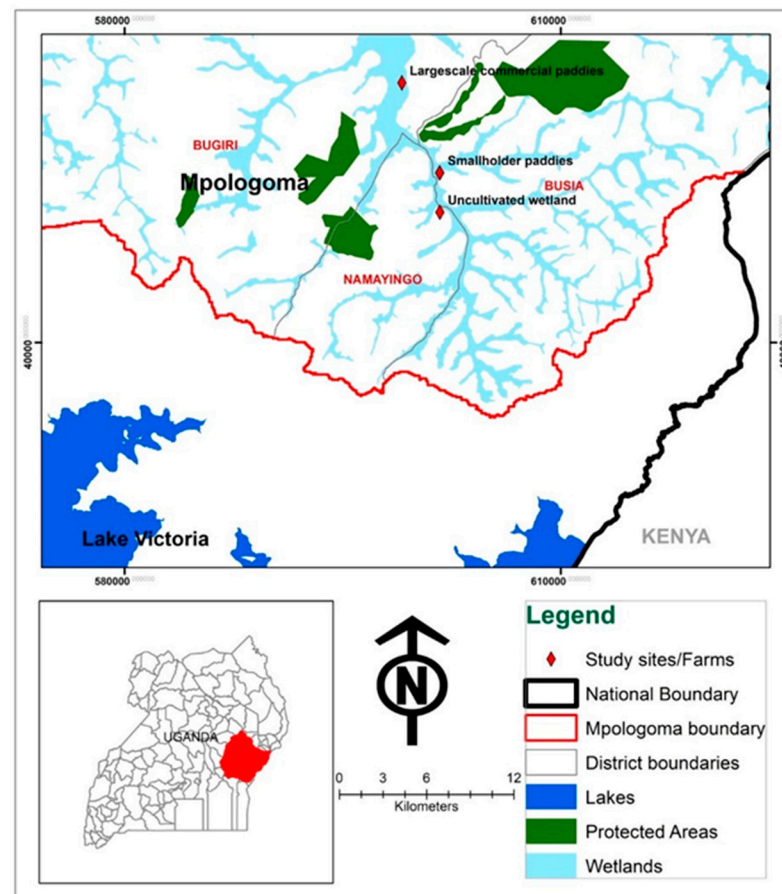 580000
610000
Largescale commercial paddies
BUGIRI
Smallholder paddies
Mpologoma
BUSIA
Uncultivated wetland
NAMAYINGO
40000
Lake Victoria
KENYA
580000
610000
UGANDA
N
0 3 6 12
Kilometers
Legend
Study sites/Farms
National Boundary
Mpologoma boundary
District boundaries
Lakes
Protected Areas
Wetlands